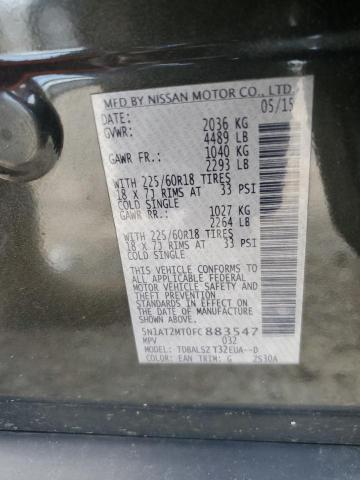 MFD BY NISSAN MOTOR CO., LTD.
DATE: 05/15
GVWR: 2036 KG
4489 LB
GAWR FR.: 1040 KG
2293 LB
WITH 225/60R18 TIRES
18 X 7J RIMS AT 33 PSI
COLD SINGLE
GAWR RR.: 1027 KG
2264 LB
WITH 225/60R18 TIRES
18 X 7J RIMS AT 33 PSI
COLD SINGLE
THIS VEHICLE CONFORMS TO
ALL APPLICABLE FEDERAL
MOTOR VEHICLE SAFETY
STANDARDS IN EFFECT ON
THE DATE OF MANUFACTURE
SHOWN ABOVE.
5N1AT2MT0FC883547
MPV 032
MODEL: TDBALSZ T32EUA--D
COLOR: EAN TRIM: G 2S30A